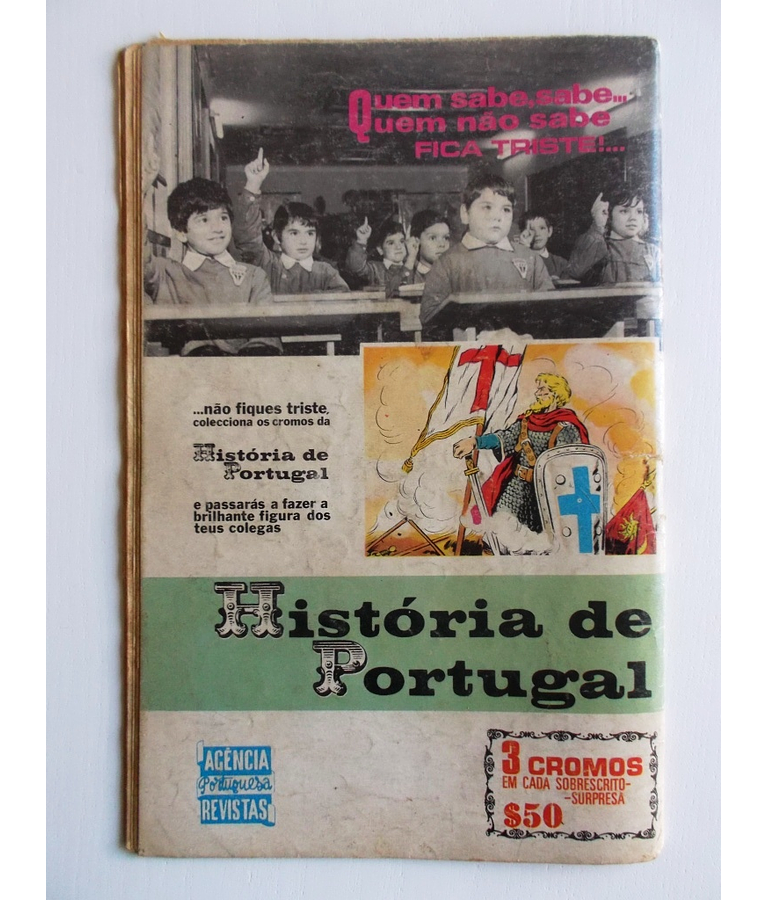 Quem sabe, sabe...
Quem não sabe
FICA TRISTE!...
...não fiques triste,
colecciona os cromos da
História de
Portugal
e passarás a fazer a
brilhante figura dos
teus colegas
História de
Portugal
AGÊNCIA
Portuguesa
REVISTAS
3 CROMOS
EM CADA SOBRESCRITO-
-SURPRESA
$50